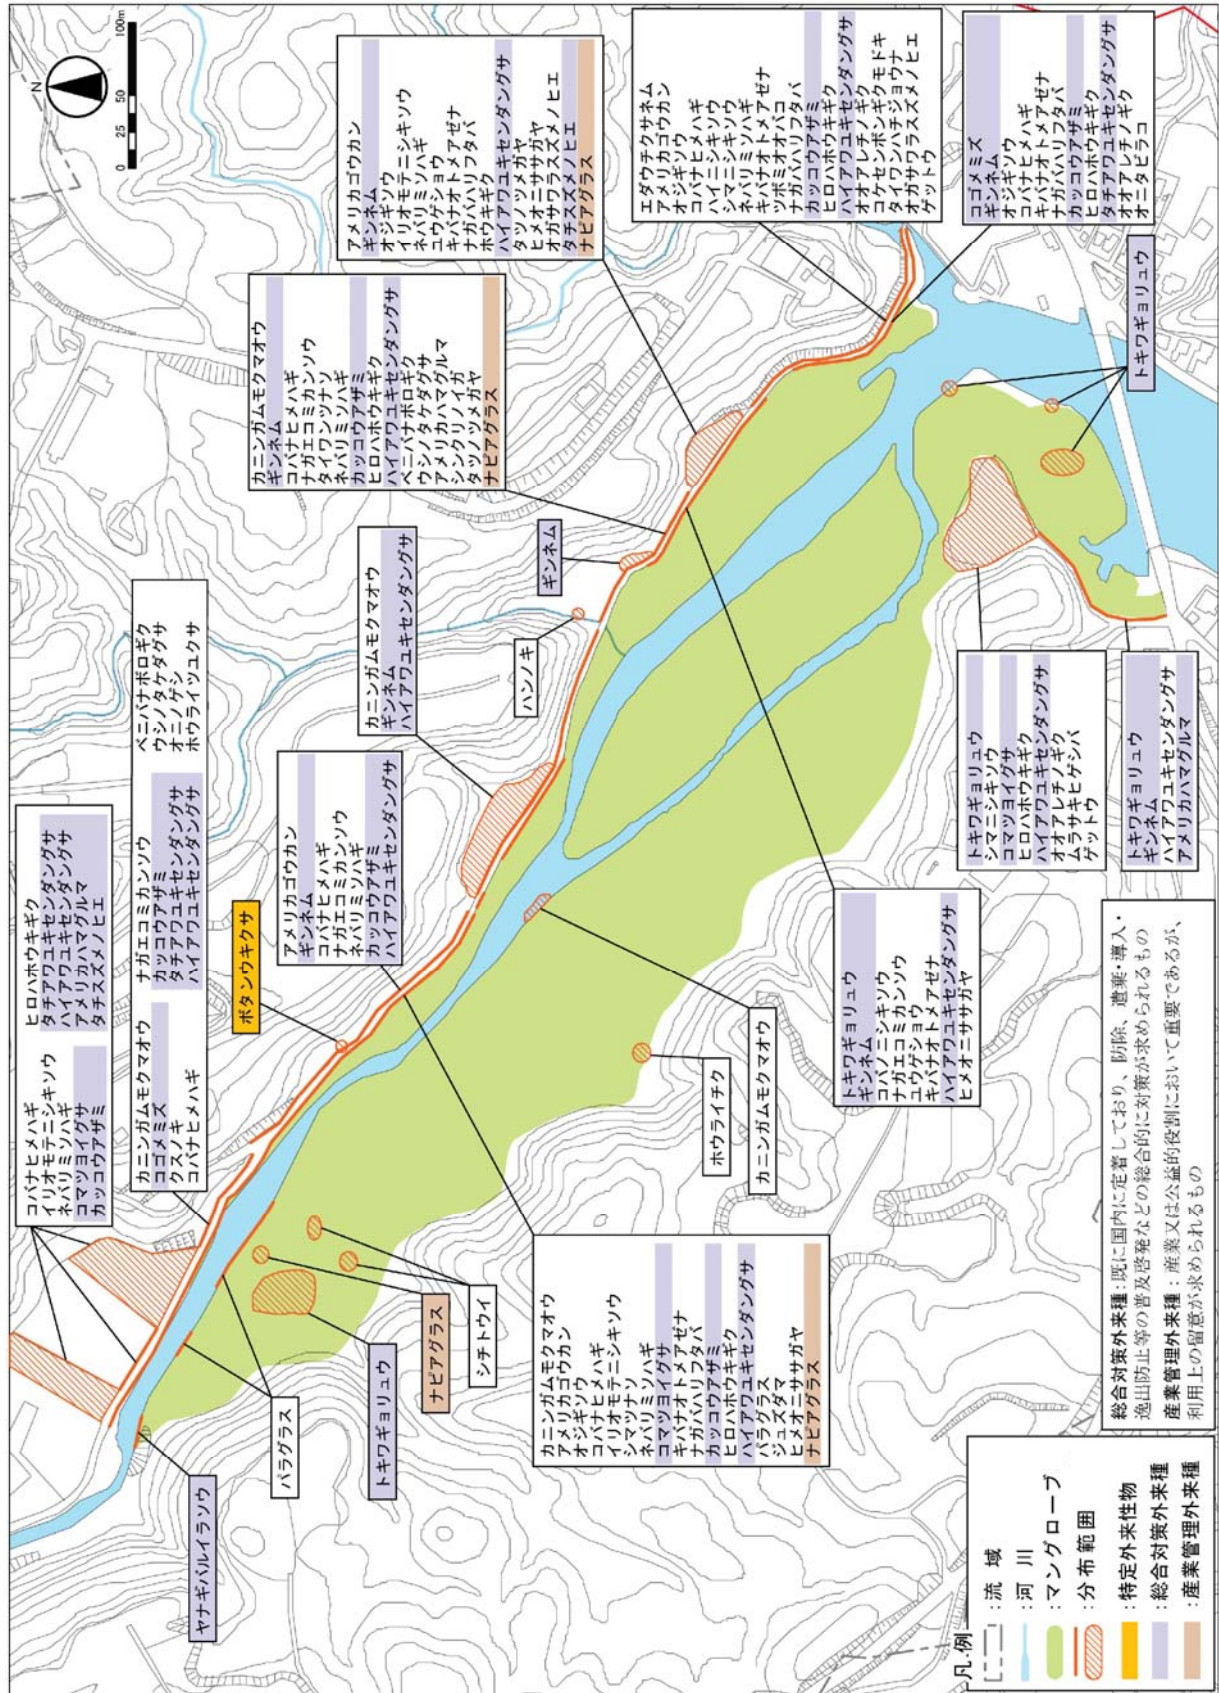 コバナヒメハギ
イリオモテニシキソウ
ネバリミソハギ
コマツヨイグサ
カッコウアザミ
ヒロハホウキギク
タチアワユキセンダングサ
ハイアワユキセンダングサ
アメリカハマグルマ
タチスズメノヒエ
カニンガムモクマオウ
コゴメミズ
クスノキ
コバナヒメハギ
ナガエコミカンソウ
カッコウアザミ
タチアワユキセンダングサ
ハイアワユキセンダングサ
ベニバナボロギク
ウシノタケダグサ
オニノゲシ
ホウライツユクサ
ボタンウキクサ
アメリカゴウカン
ギンネム
コバナヒメハギ
ナガエコミカンソウ
ネバリミソハギ
カッコウアザミ
ハイアワユキセンダングサ
カニンガムモクマオウ
ギンネム
ハイアワユキセンダングサ
ハンノキ
ギンネム
カニンガムモクマオウ
ギンネム
コバナヒメハギ
ナガエコミカンソウ
タイワンツナソ
ネバリミソハギ
カッコウアザミ
ヒロハホウキギク
ハイアワユキセンダングサ
ベニバナボロギク
ウシノタケダグサ
アメリカハマグルマ
シンクリノイガ
タツノツメガヤ
ナピアグラス
アメリカゴウカン
ギンネム
オジギソウ
イリオモテニシキソウ
ネバリミソハギ
ユウゲショウ
キバナオトメアゼナ
ナガバハリフタバ
ホウキギク
ハイアワユキセンダングサ
タツノツメガヤ
ヒメオニササガヤ
オガサワラスズメノヒエ
タチスズメノヒエ
ナピアグラス
N
0 25 50 100m
エダウチクサネム
アメリカゴウカン
オジギソウ
コバナヒメハギ
ハイニシキソウ
シマニシキソウ
ネバリミソハギ
キバナオトメアゼナ
ツボミオオバコ
ナガバハリフタバ
カッコウアザミ
ヒロハホウキギク
ハイアワユキセンダングサ
オオアレチノギク
コケセンボンギクモドキ
タイワンハチジョウナ
オガサワラスズメノヒエ
ゲットウ
コゴメミズ
ギンネム
オジギソウ
コバナヒメハギ
キバナオトメアゼナ
ナガバハリフタバ
カッコウアザミ
ヒロハホウキギク
タチアワユキセンダングサ
オオアレチノギク
オニタビラコ
トキワギョリュウ
ヤナギバルイラソウ
パラグラス
トキワギョリュウ
ナピアグラス
シチトウイ
カニンガムモクマオウ
アメリカゴウカン
オジギソウ
コバナヒメハギ
イリオモテニシキソウ
シマツナソ
ネバリミソハギ
コマツヨイグサ
キバナオトメアゼナ
ナガバハリフタバ
カッコウアザミ
ヒロハホウキギク
ハイアワユキセンダングサ
パラグラス
ジュズダマ
ヒメオニササガヤ
ナピアグラス
ホウライチク
カニンガムモクマオウ
トキワギョリュウ
ギンネム
コバノニシキソウ
ナガエコミカンソウ
ユウゲショウ
キバナオトメアゼナ
ハイアワユキセンダングサ
ヒメオニササガヤ
トキワギョリュウ
シマニシキソウ
コマツヨイグサ
ヒロハホウキギク
ハイアワユキセンダングサ
オオアレチノギク
ムラサキヒゲシバ
ゲットウ
トキワギョリュウ
ギンネム
ハイアワユキセンダングサ
アメリカハマグルマ
凡 例
:流 域
:河 川
:マングローブ
:分布範囲
:特定外来性物
:総合対策外来種
:産業管理外来種
総合対策外来種:既に国内に定着しており、防除、遺棄・導入・
逸出防止等の普及啓発などの総合的に対策が求められるもの
産業管理外来種:産業又は公益的役割において重要であるが、
利用上の留意が求められるもの